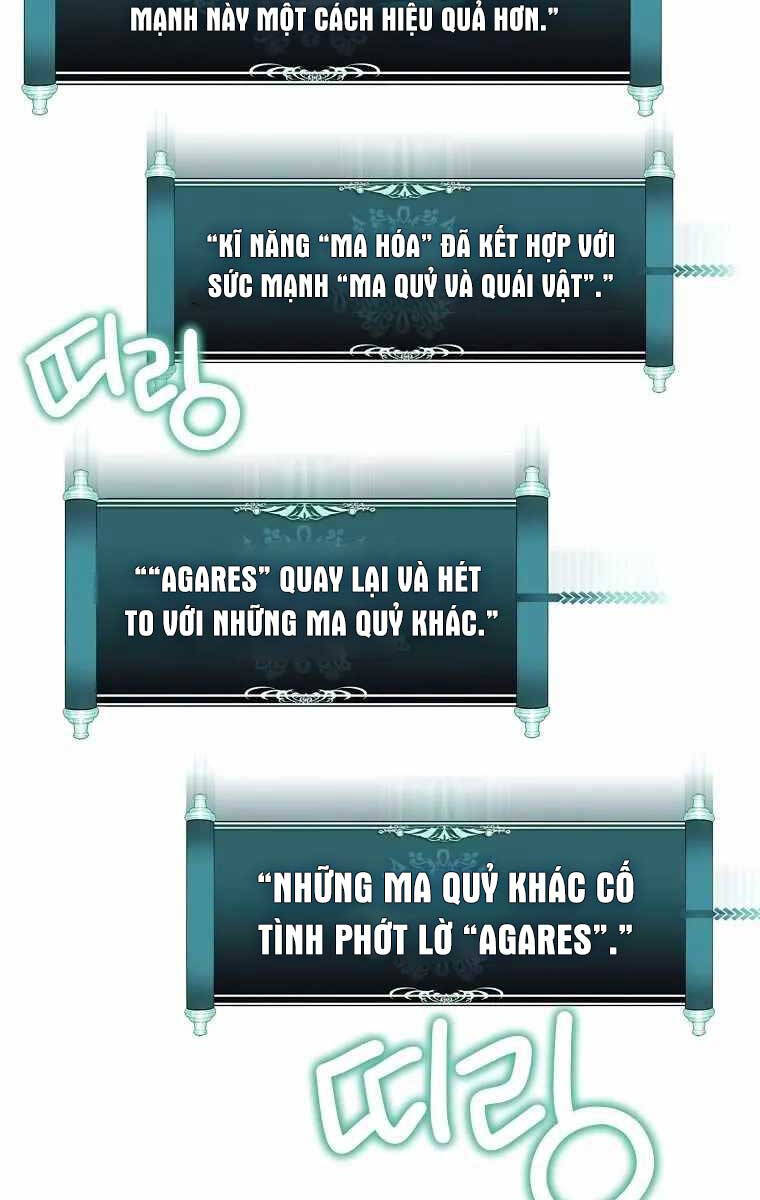 MẠNH NÀY MỘT CÁCH HIỆU QUẢ HƠN.”
“KĨ NĂNG “MA HÓA” ĐÃ KẾT HỢP VỚI
SỨC MẠNH “MA QUỶ VÀ QUÁI VẬT”.”
띠링
““AGARES” QUAY LẠI VÀ HÉT
TO VỚI NHỮNG MA QUỶ KHÁC.”
“NHỮNG MA QUỶ KHÁC CỐ
TÌNH PHỚT LỜ “AGARES”.”
띠링